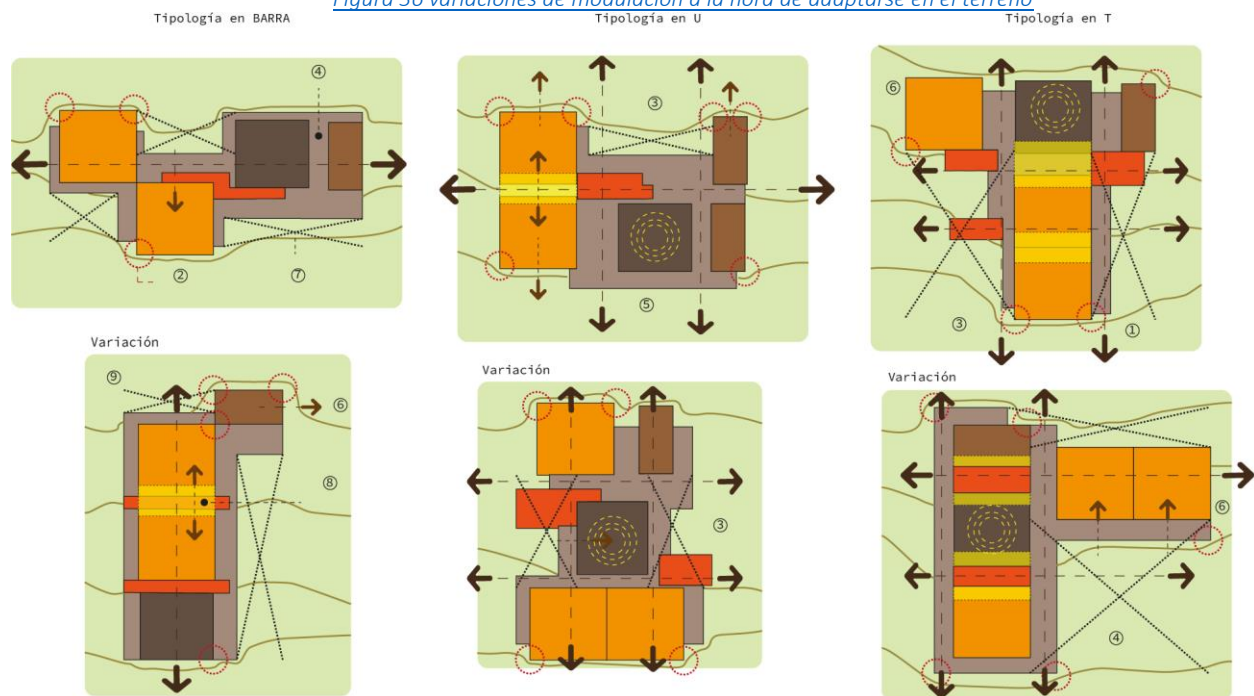 Figura 36 variaciones de modulación a la hora de adaptarse en el terreno
Tipología en BARRA
Tipología en U
Tipología en T
④
②
⑦
③
⑤
⑥
③
①
Variación
⑨
⑥
⑧
Variación
③
Variación
⑥
④